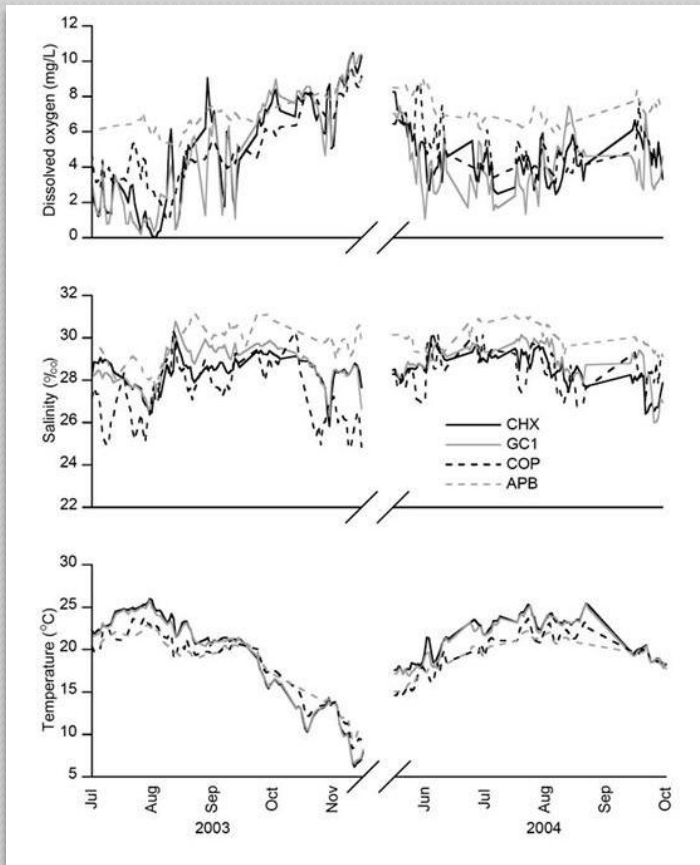 Dissolved oxygen (mg/L)
12
10
8
6
4
2
0
Salinity (‰)
32
30
28
26
24
22
CHX
GC1
COP
APB
Temperature (°C)
30
25
20
15
10
5
Jul
Aug
Sep
Oct
Nov
Jun
Jul
Aug
Sep
Oct
2003
2004